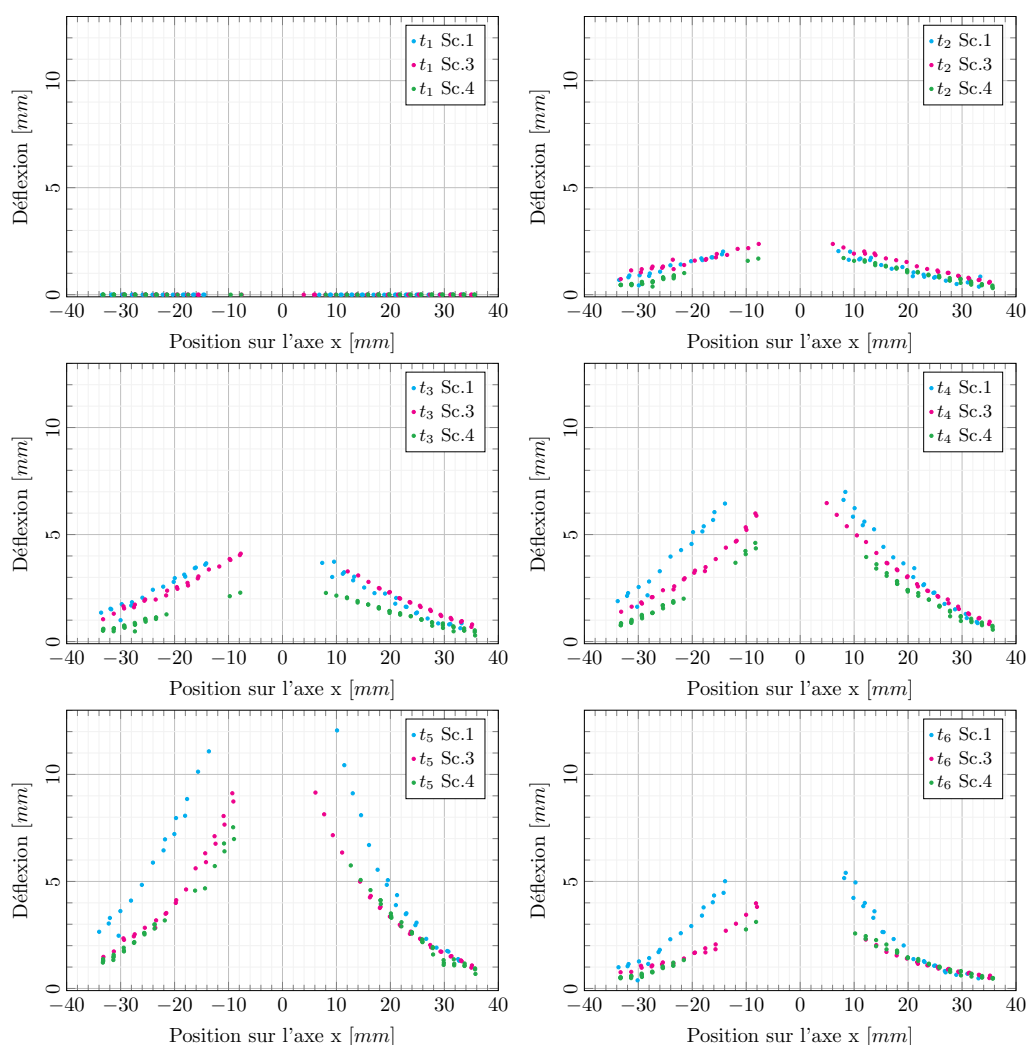 10
5
0
Déflexion [mm]
t1 Sc.1
t1 Sc.3
t1 Sc.4
−40 −30 −20 −10 0 10 20 30 40
Position sur l'axe x [mm]
10
5
0
Déflexion [mm]
t2 Sc.1
t2 Sc.3
t2 Sc.4
−40 −30 −20 −10 0 10 20 30 40
Position sur l'axe x [mm]
10
5
0
Déflexion [mm]
t3 Sc.1
t3 Sc.3
t3 Sc.4
−40 −30 −20 −10 0 10 20 30 40
Position sur l'axe x [mm]
10
5
0
Déflexion [mm]
t4 Sc.1
t4 Sc.3
t4 Sc.4
−40 −30 −20 −10 0 10 20 30 40
Position sur l'axe x [mm]
10
5
0
Déflexion [mm]
t5 Sc.1
t5 Sc.3
t5 Sc.4
−40 −30 −20 −10 0 10 20 30 40
Position sur l'axe x [mm]
10
5
0
Déflexion [mm]
t6 Sc.1
t6 Sc.3
t6 Sc.4
−40 −30 −20 −10 0 10 20 30 40
Position sur l'axe x [mm]